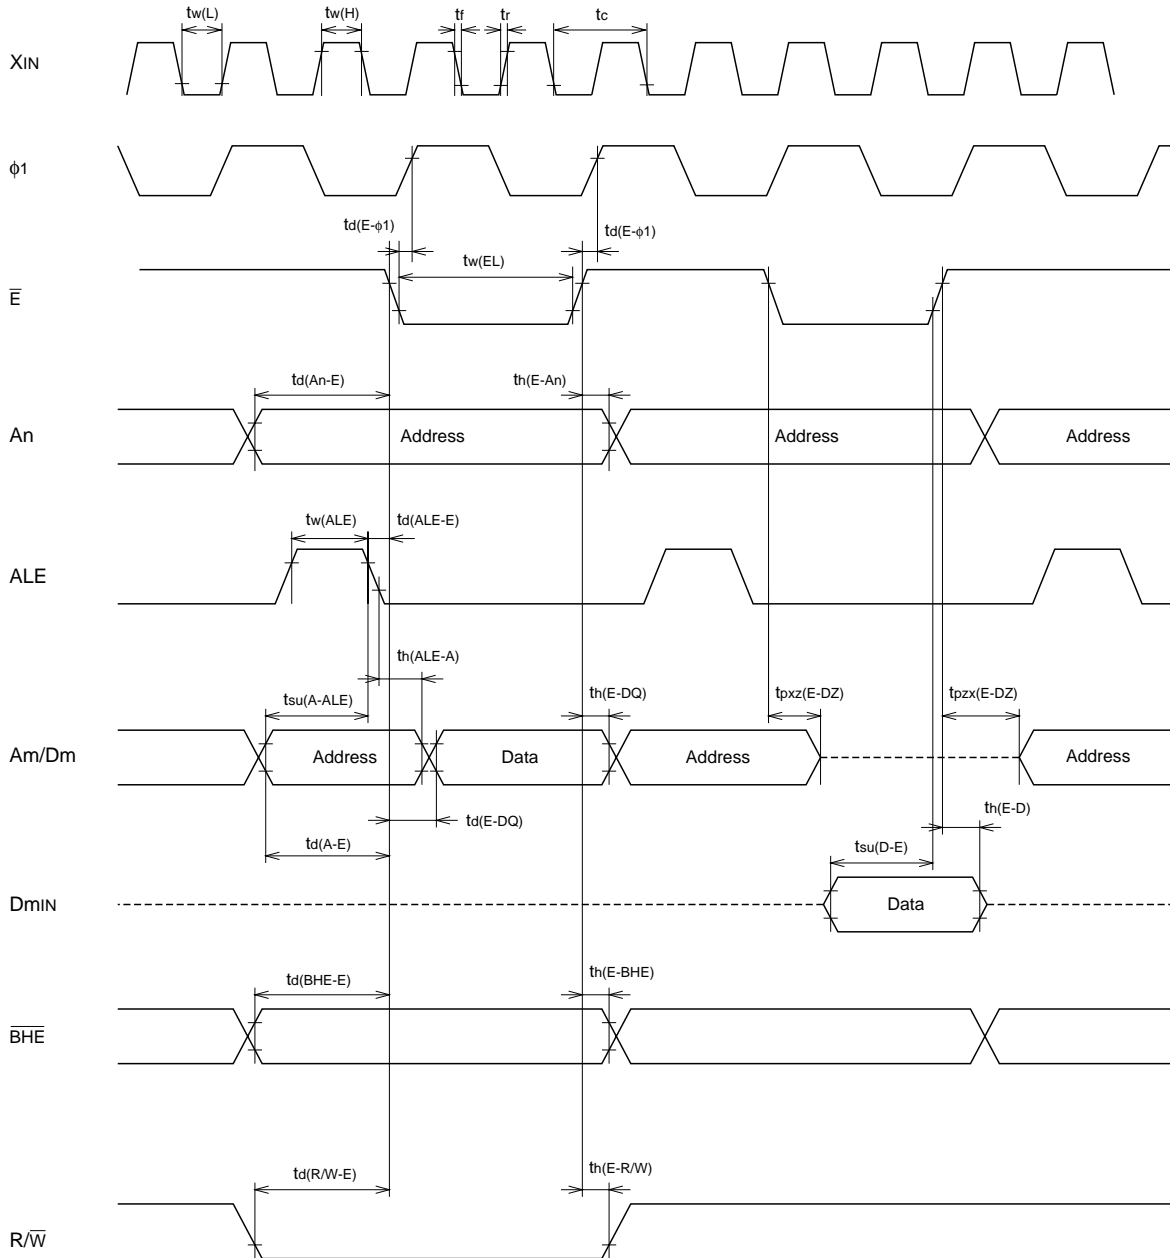 tw(L) tw(H) tf tr tc
XIN
ϕ1
td(E-ϕ1) td(E-ϕ1)
tw(EL)
E̅
td(An-E) th(E-An)
An Address Address Address
tw(ALE) td(ALE-E)
ALE
th(ALE-A)
tsu(A-ALE) th(E-DQ) tpxz(E-DZ) tpzx(E-DZ)
Am/Dm Address Data Address Address
td(E-DQ) th(E-D)
td(A-E) tsu(D-E)
DmIN Data
td(BHE-E) th(E-BHE)
B̅H̅E̅
td(R/W-E) th(E-R/W)
R/W̅